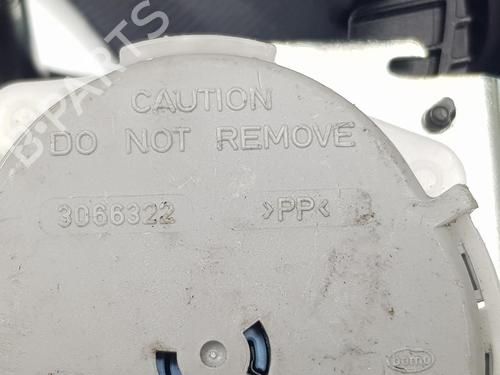 B-PARTS
CAUTION
DO NOT REMOVE
3066322 >PP<